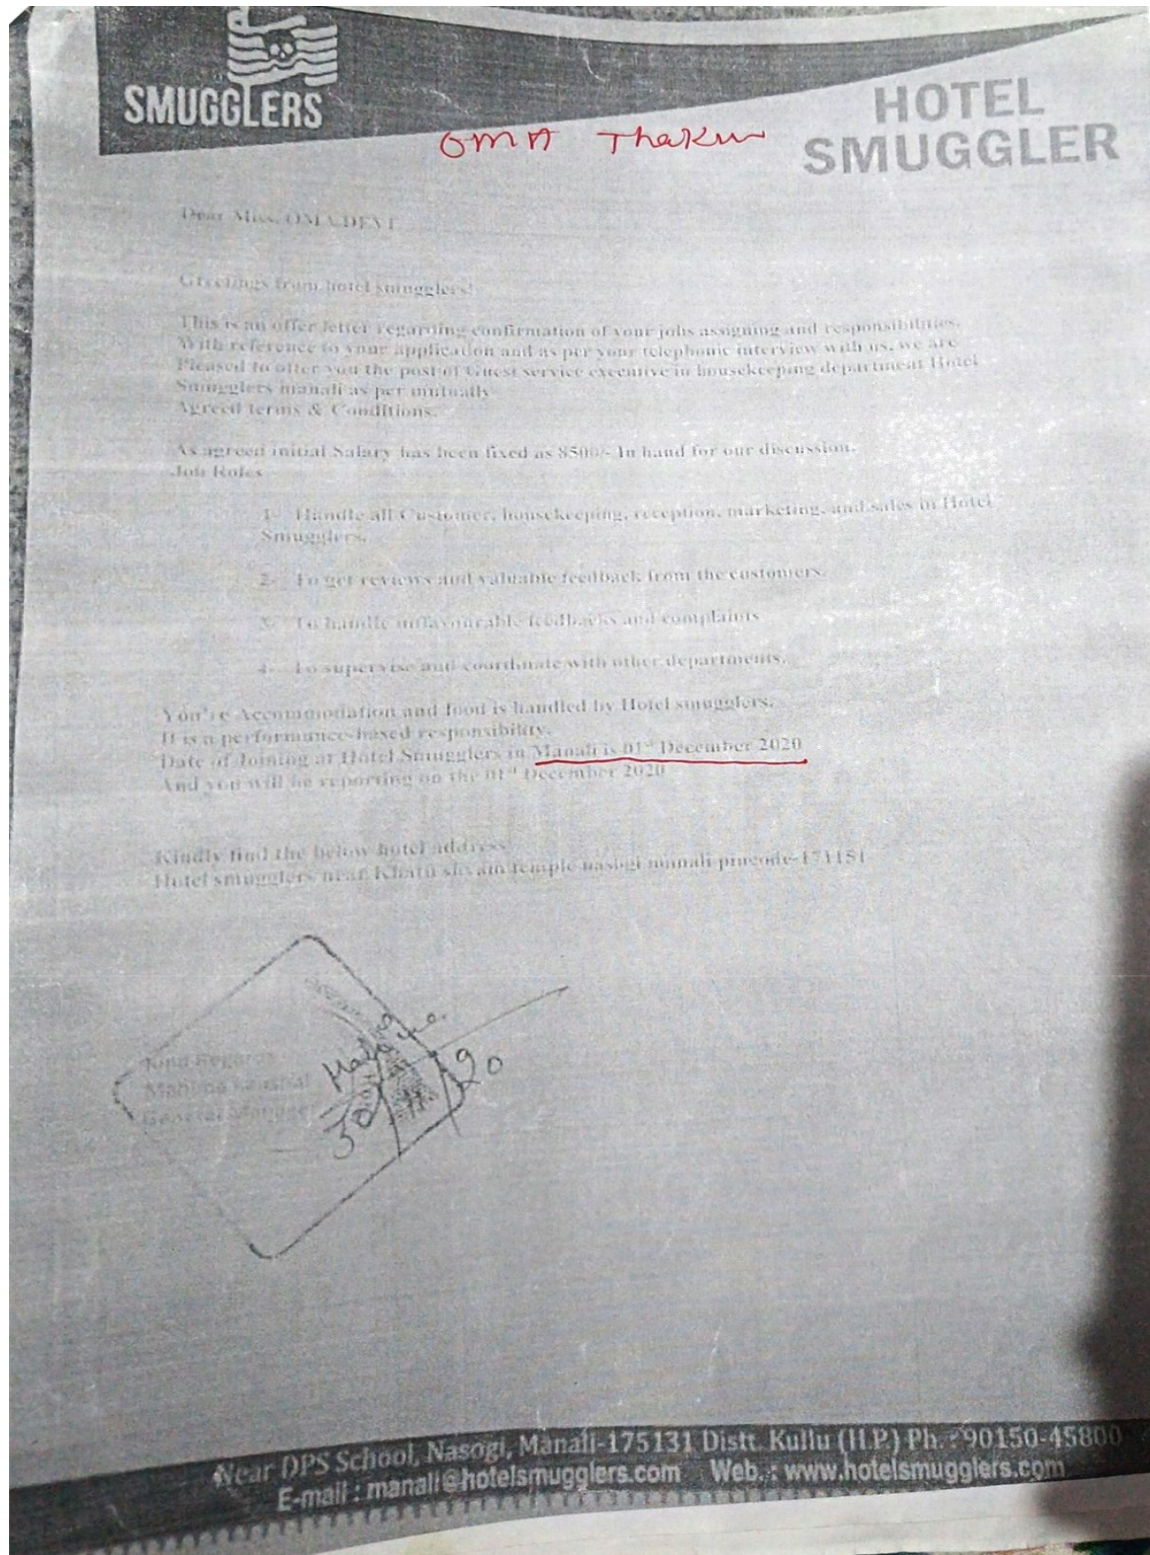 SMUGGLERS
HOTEL
SMUGGLER
OMA Thakur
Dear Miss. OMA DEVI
Greetings from hotel smugglers!
This is an offer letter regarding confirmation of your jobs assigning and responsibilities.
With reference to your application and as per your telephonic interview with us, we are
Pleased to offer you the post of Guest service executive in housekeeping department Hotel
Smugglers manali as per mutually
Agreed terms & Conditions.
As agreed initial Salary has been fixed as 8500/- In hand for our discussion.
Job Roles
1- Handle all Customer, housekeeping, reception, marketing, and sales in Hotel
Smugglers.
2- To get reviews and valuable feedback from the customers.
3- To handle unfavourable feedbacks and complaints
4- To supervise and coordinate with other departments.
You're Accommodation and food is handled by Hotel smugglers.
It is a performance based responsibility.
Date of Joining at Hotel Smugglers in Manali is 01st December 2020
And you will be reporting on the 01st December 2020
Kindly find the below hotel address
Hotel smugglers near Khatu shyam temple nasogi manali pincode-171151
Kind Regards
Mahima Kaushal
General Manager
30/11/20
Near DPS School, Nasogi, Manali-175131 Distt. Kullu (H.P.) Ph. : 90150-45800
E-mail : manali@hotelsmugglers.com Web. : www.hotelsmugglers.com